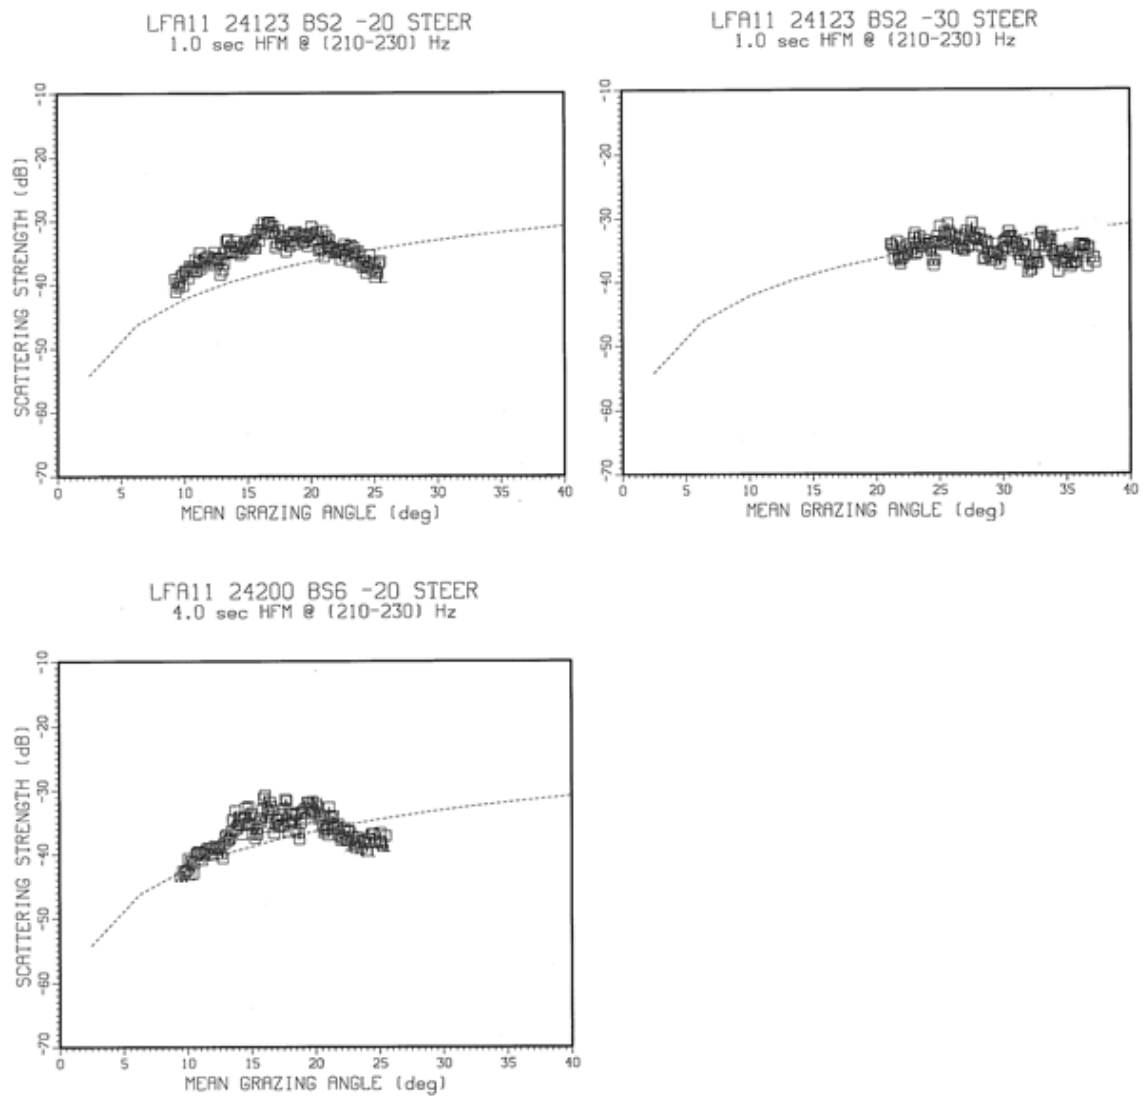 LFA11 24123 BS2 -20 STEER
1.0 sec HFM @ (210-230) Hz
SCATTERING STRENGTH (dB)
-10
-20
-30
-40
-50
-60
-70
0 5 10 15 20 25 30 35 40
MEAN GRAZING ANGLE (deg)
LFA11 24123 BS2 -30 STEER
1.0 sec HFM @ (210-230) Hz
-10
-20
-30
-40
-50
-60
-70
0 5 10 15 20 25 30 35 40
MEAN GRAZING ANGLE (deg)
LFA11 24200 BS6 -20 STEER
4.0 sec HFM @ (210-230) Hz
SCATTERING STRENGTH (dB)
-10
-20
-30
-40
-50
-60
-70
0 5 10 15 20 25 30 35 40
MEAN GRAZING ANGLE (deg)